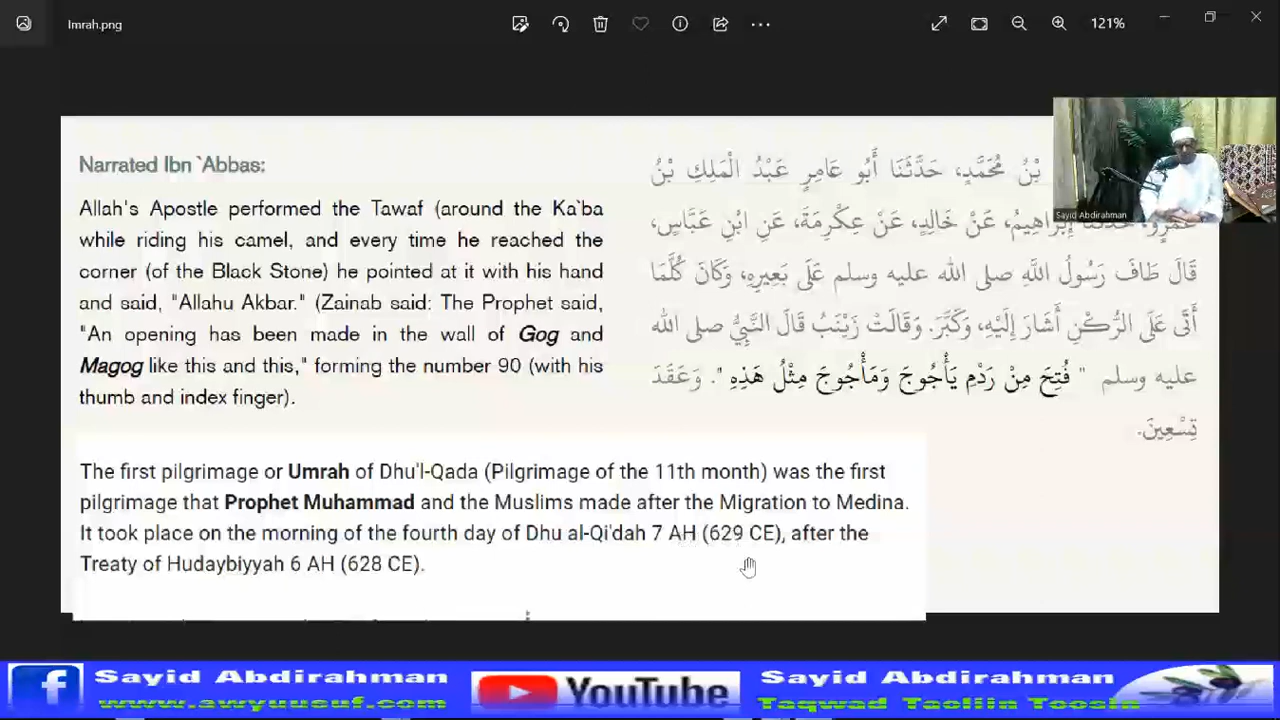 Imrah.png
121%
Narrated Ibn `Abbas:
Allah's Apostle performed the Tawaf (around the Ka`ba
while riding his camel, and every time he reached the
corner (of the Black Stone) he pointed at it with his hand
and said, "Allahu Akbar." (Zainab said: The Prophet said,
"An opening has been made in the wall of Gog and
Magog like this and this," forming the number 90 (with his
thumb and index finger).
بْنُ مُحَمَّدٍ، حَدَّثَنَا أَبُو عَامِرٍ عَبْدُ الْمَلِكِ بْنُ
عَمْرٍو، حَدَّثَنَا إِبْرَاهِيمُ، عَنْ خَالِدٍ، عَنْ عِكْرِمَةَ، عَنِ ابْنِ عَبَّاسٍ،
قَالَ طَافَ رَسُولُ اللَّهِ صلى الله عليه وسلم عَلَى بَعِيرِهِ، وَكَانَ كُلَّمَا
أَتَى عَلَى الرُّكْنِ أَشَارَ إِلَيْهِ، وَكَبَّرَ. وَقَالَتْ زَيْنَبُ قَالَ النَّبِيُّ صلى الله
عليه وسلم " فُتِحَ مِنْ رَدْمِ يَأْجُوجَ وَمَأْجُوجَ مِثْلُ هَذِهِ ". وَعَقَدَ
تِسْعِينَ.
Sayid Abdirahman
The first pilgrimage or Umrah of Dhu'l-Qada (Pilgrimage of the 11th month) was the first
pilgrimage that Prophet Muhammad and the Muslims made after the Migration to Medina.
It took place on the morning of the fourth day of Dhu al-Qi'dah 7 AH (629 CE), after the
Treaty of Hudaybiyyah 6 AH (628 CE).
f Sayid Abdirahman
www.awyuusuf.com
YouTube
Sayid Abdirahman
Taqwad Taoliin Toosin